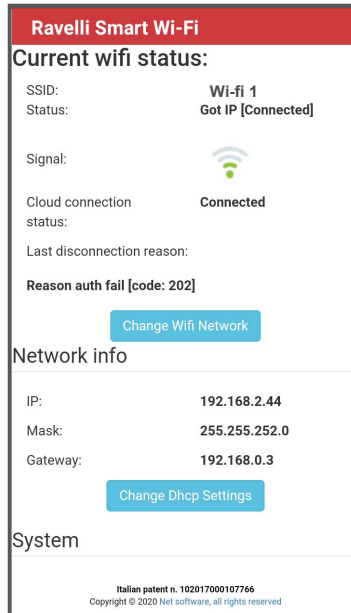 Ravelli Smart Wi-Fi
Current wifi status:
SSID: Wi-fi 1
Status: Got IP [Connected]
Signal:
Cloud connection status: Connected
Last disconnection reason:
Reason auth fail [code: 202]
Change Wifi Network
Network info
IP: 192.168.2.44
Mask: 255.255.252.0
Gateway: 192.168.0.3
Change Dhcp Settings
System
Italian patent n. 102017000107766
Copyright © 2020 Net software, all rights reserved